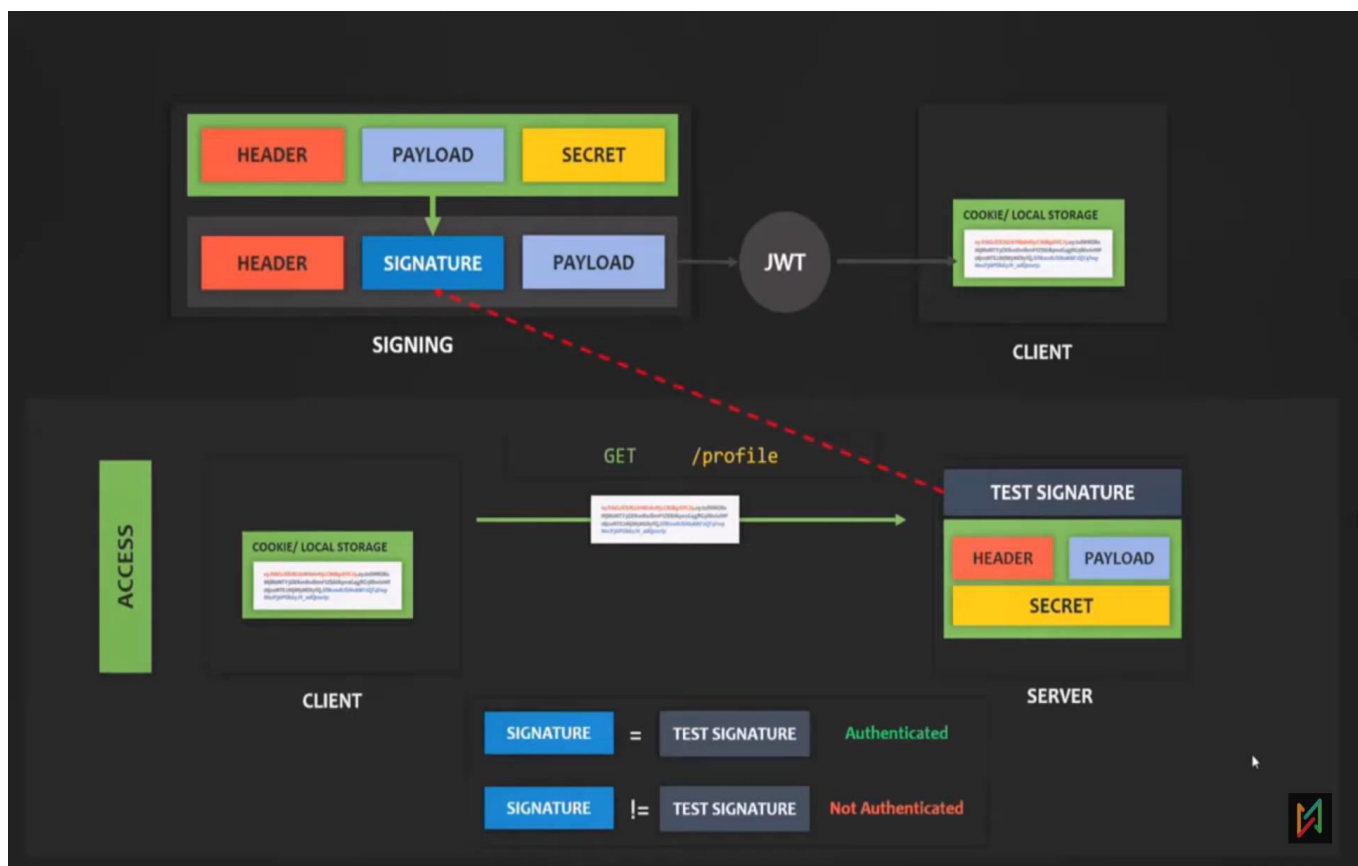 HEADER
PAYLOAD
SECRET
HEADER
SIGNATURE
PAYLOAD
JWT
COOKIE/ LOCAL STORAGE
SIGNING
CLIENT
ACCESS
GET /profile
COOKIE/ LOCAL STORAGE
CLIENT
TEST SIGNATURE
HEADER
PAYLOAD
SECRET
SERVER
SIGNATURE = TEST SIGNATURE Authenticated
SIGNATURE != TEST SIGNATURE Not Authenticated